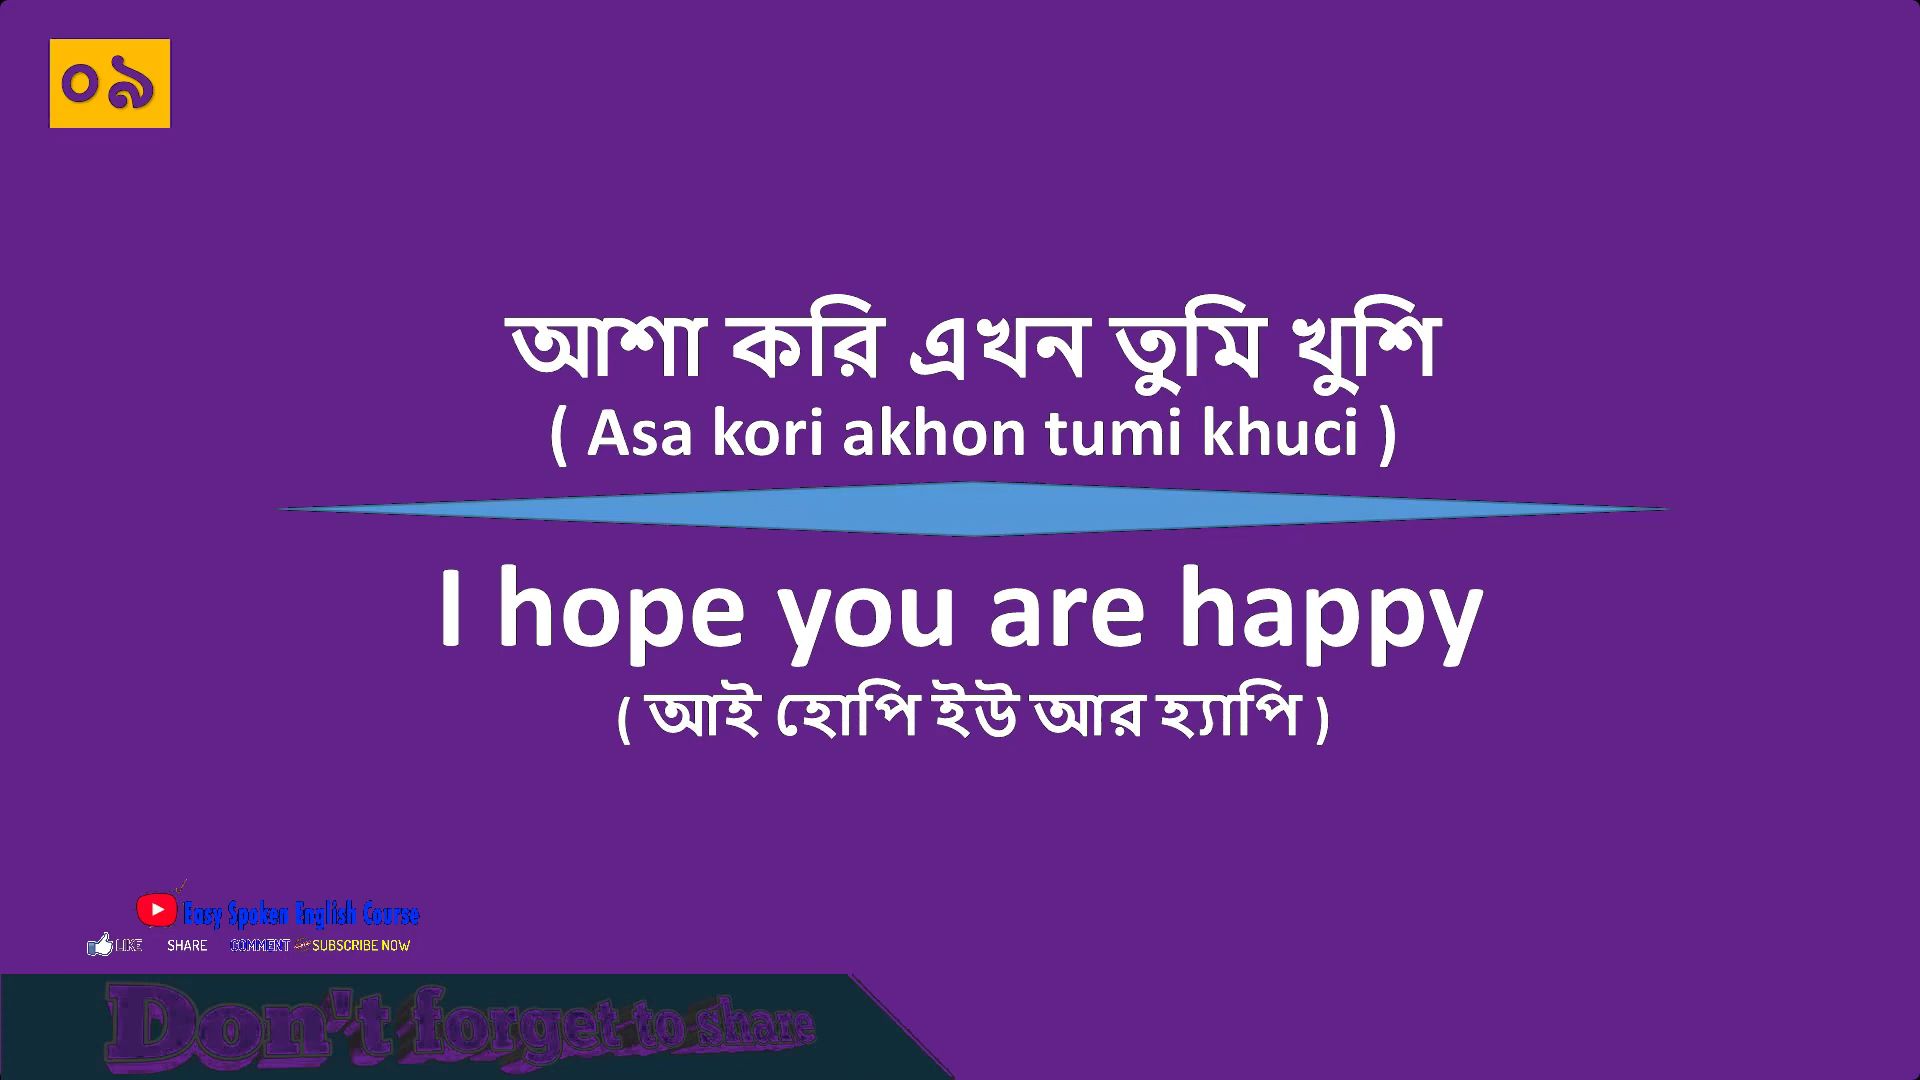 ০৯
আশা করি এখন তুমি খুশি
( Asa kori akhon tumi khuci )
I hope you are happy
( আই হোপি ইউ আর হ্যাপি )
Easy Spoken English Course
LIKE SHARE COMMENT SUBSCRIBE NOW
Don't forget to share